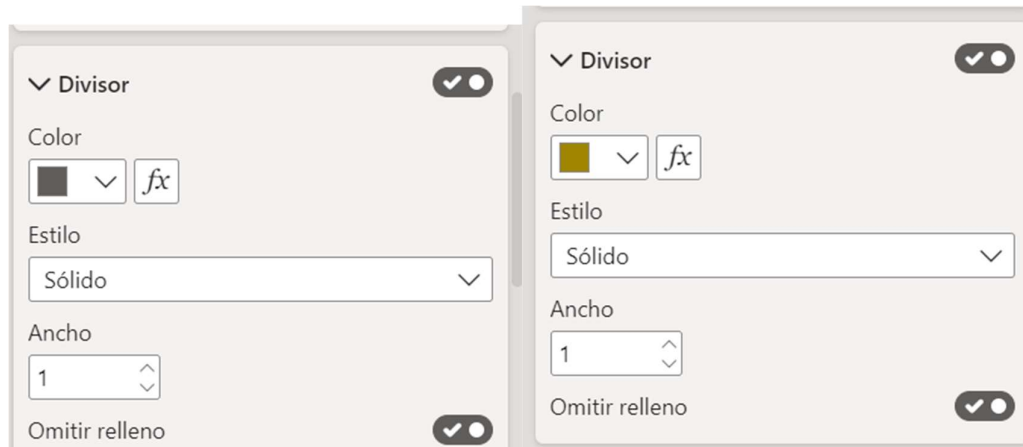 Divisor
Color
fx
Estilo
Sólido
Ancho
1
Omitir relleno
Divisor
Color
fx
Estilo
Sólido
Ancho
1
Omitir relleno